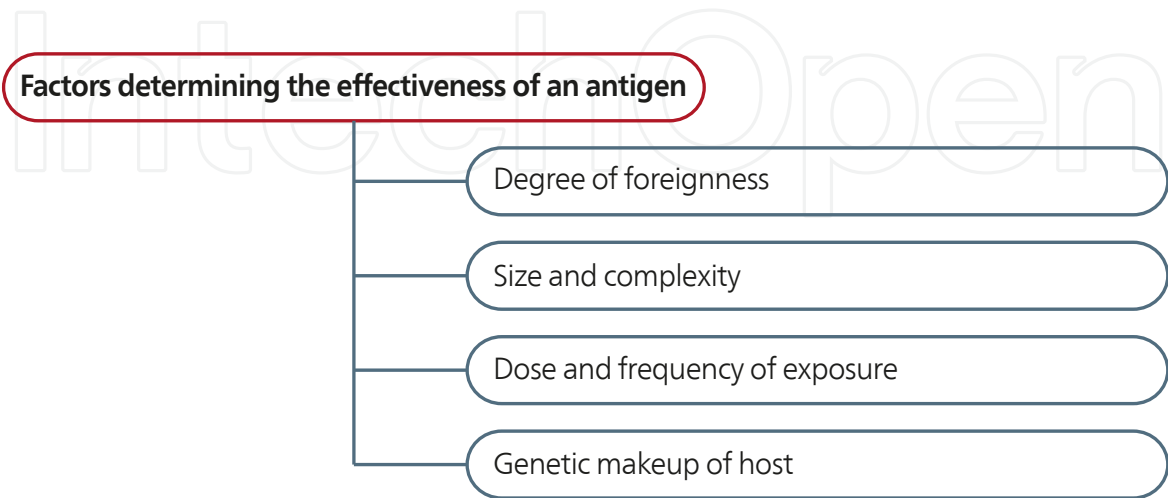 IntechOpen
Factors determining the effectiveness of an antigen
Degree of foreignness
Size and complexity
Dose and frequency of exposure
Genetic makeup of host